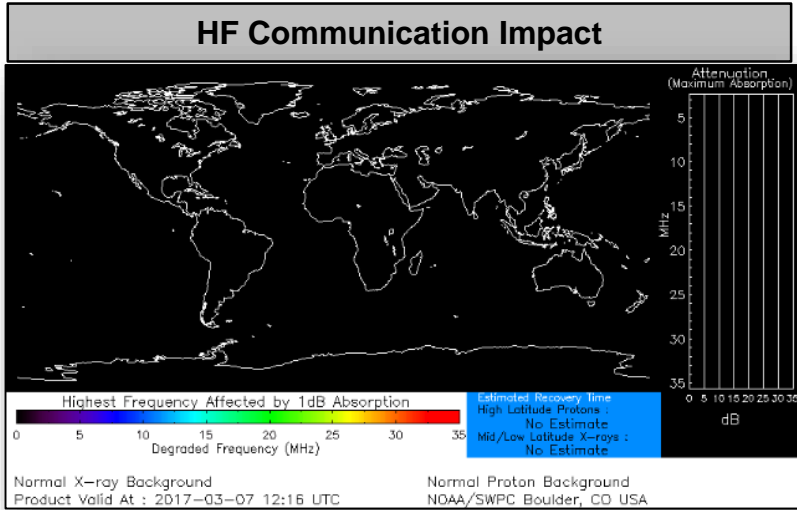 HF Communication Impact
Attenuation
(Maximum Absorption)
5
10
15
20
25
30
35
MHz
0 5 10 15 20 25 30 35
dB
Highest Frequency Affected by 1dB Absorption
0 5 10 15 20 25 30 35
Degraded Frequency (MHz)
Estimated Recovery Time
High Latitude Protons :
No Estimate
Mid/Low Latitude X-rays :
No Estimate
Normal X-ray Background
Normal Proton Background
Product Valid At : 2017-03-07 12:16 UTC
NOAA/SWPC Boulder, CO USA